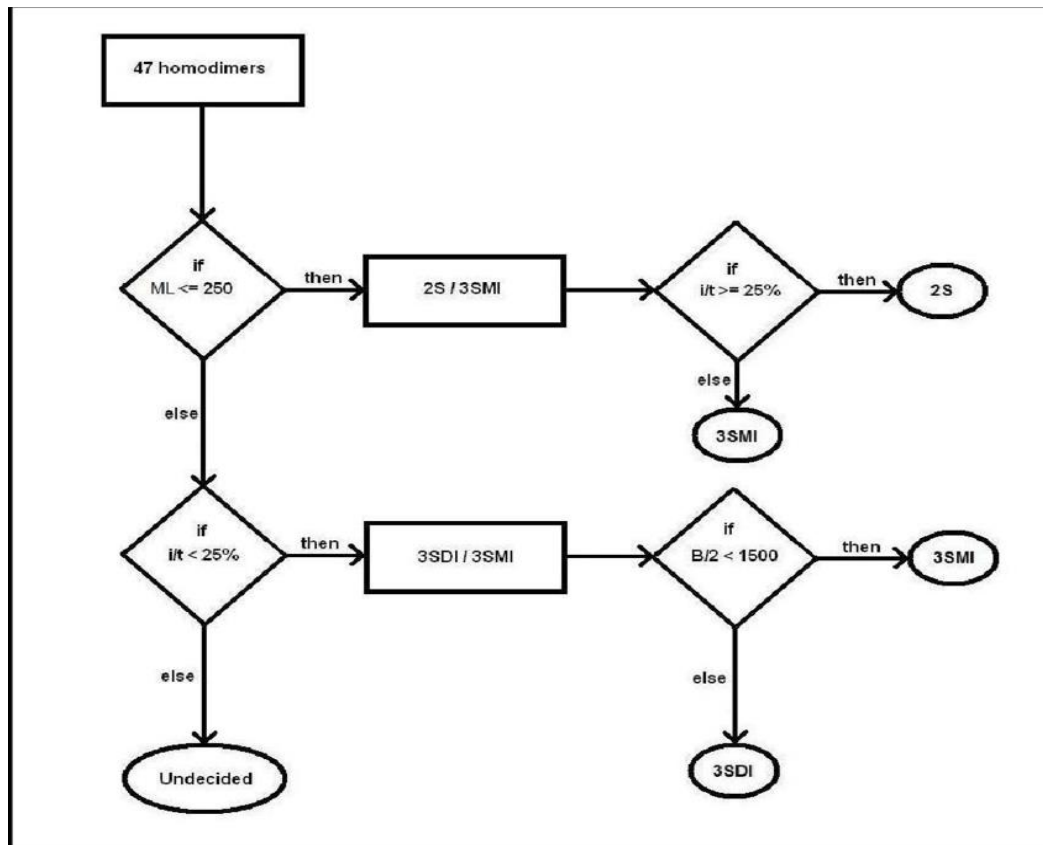 47 homodimers
if
ML <= 250
then
2S / 3SMI
if
i/t >= 25%
then
2S
else
else
3SMI
if
i/t < 25%
then
3SDI / 3SMI
if
B/2 < 1500
then
3SMI
else
else
Undecided
3SDI